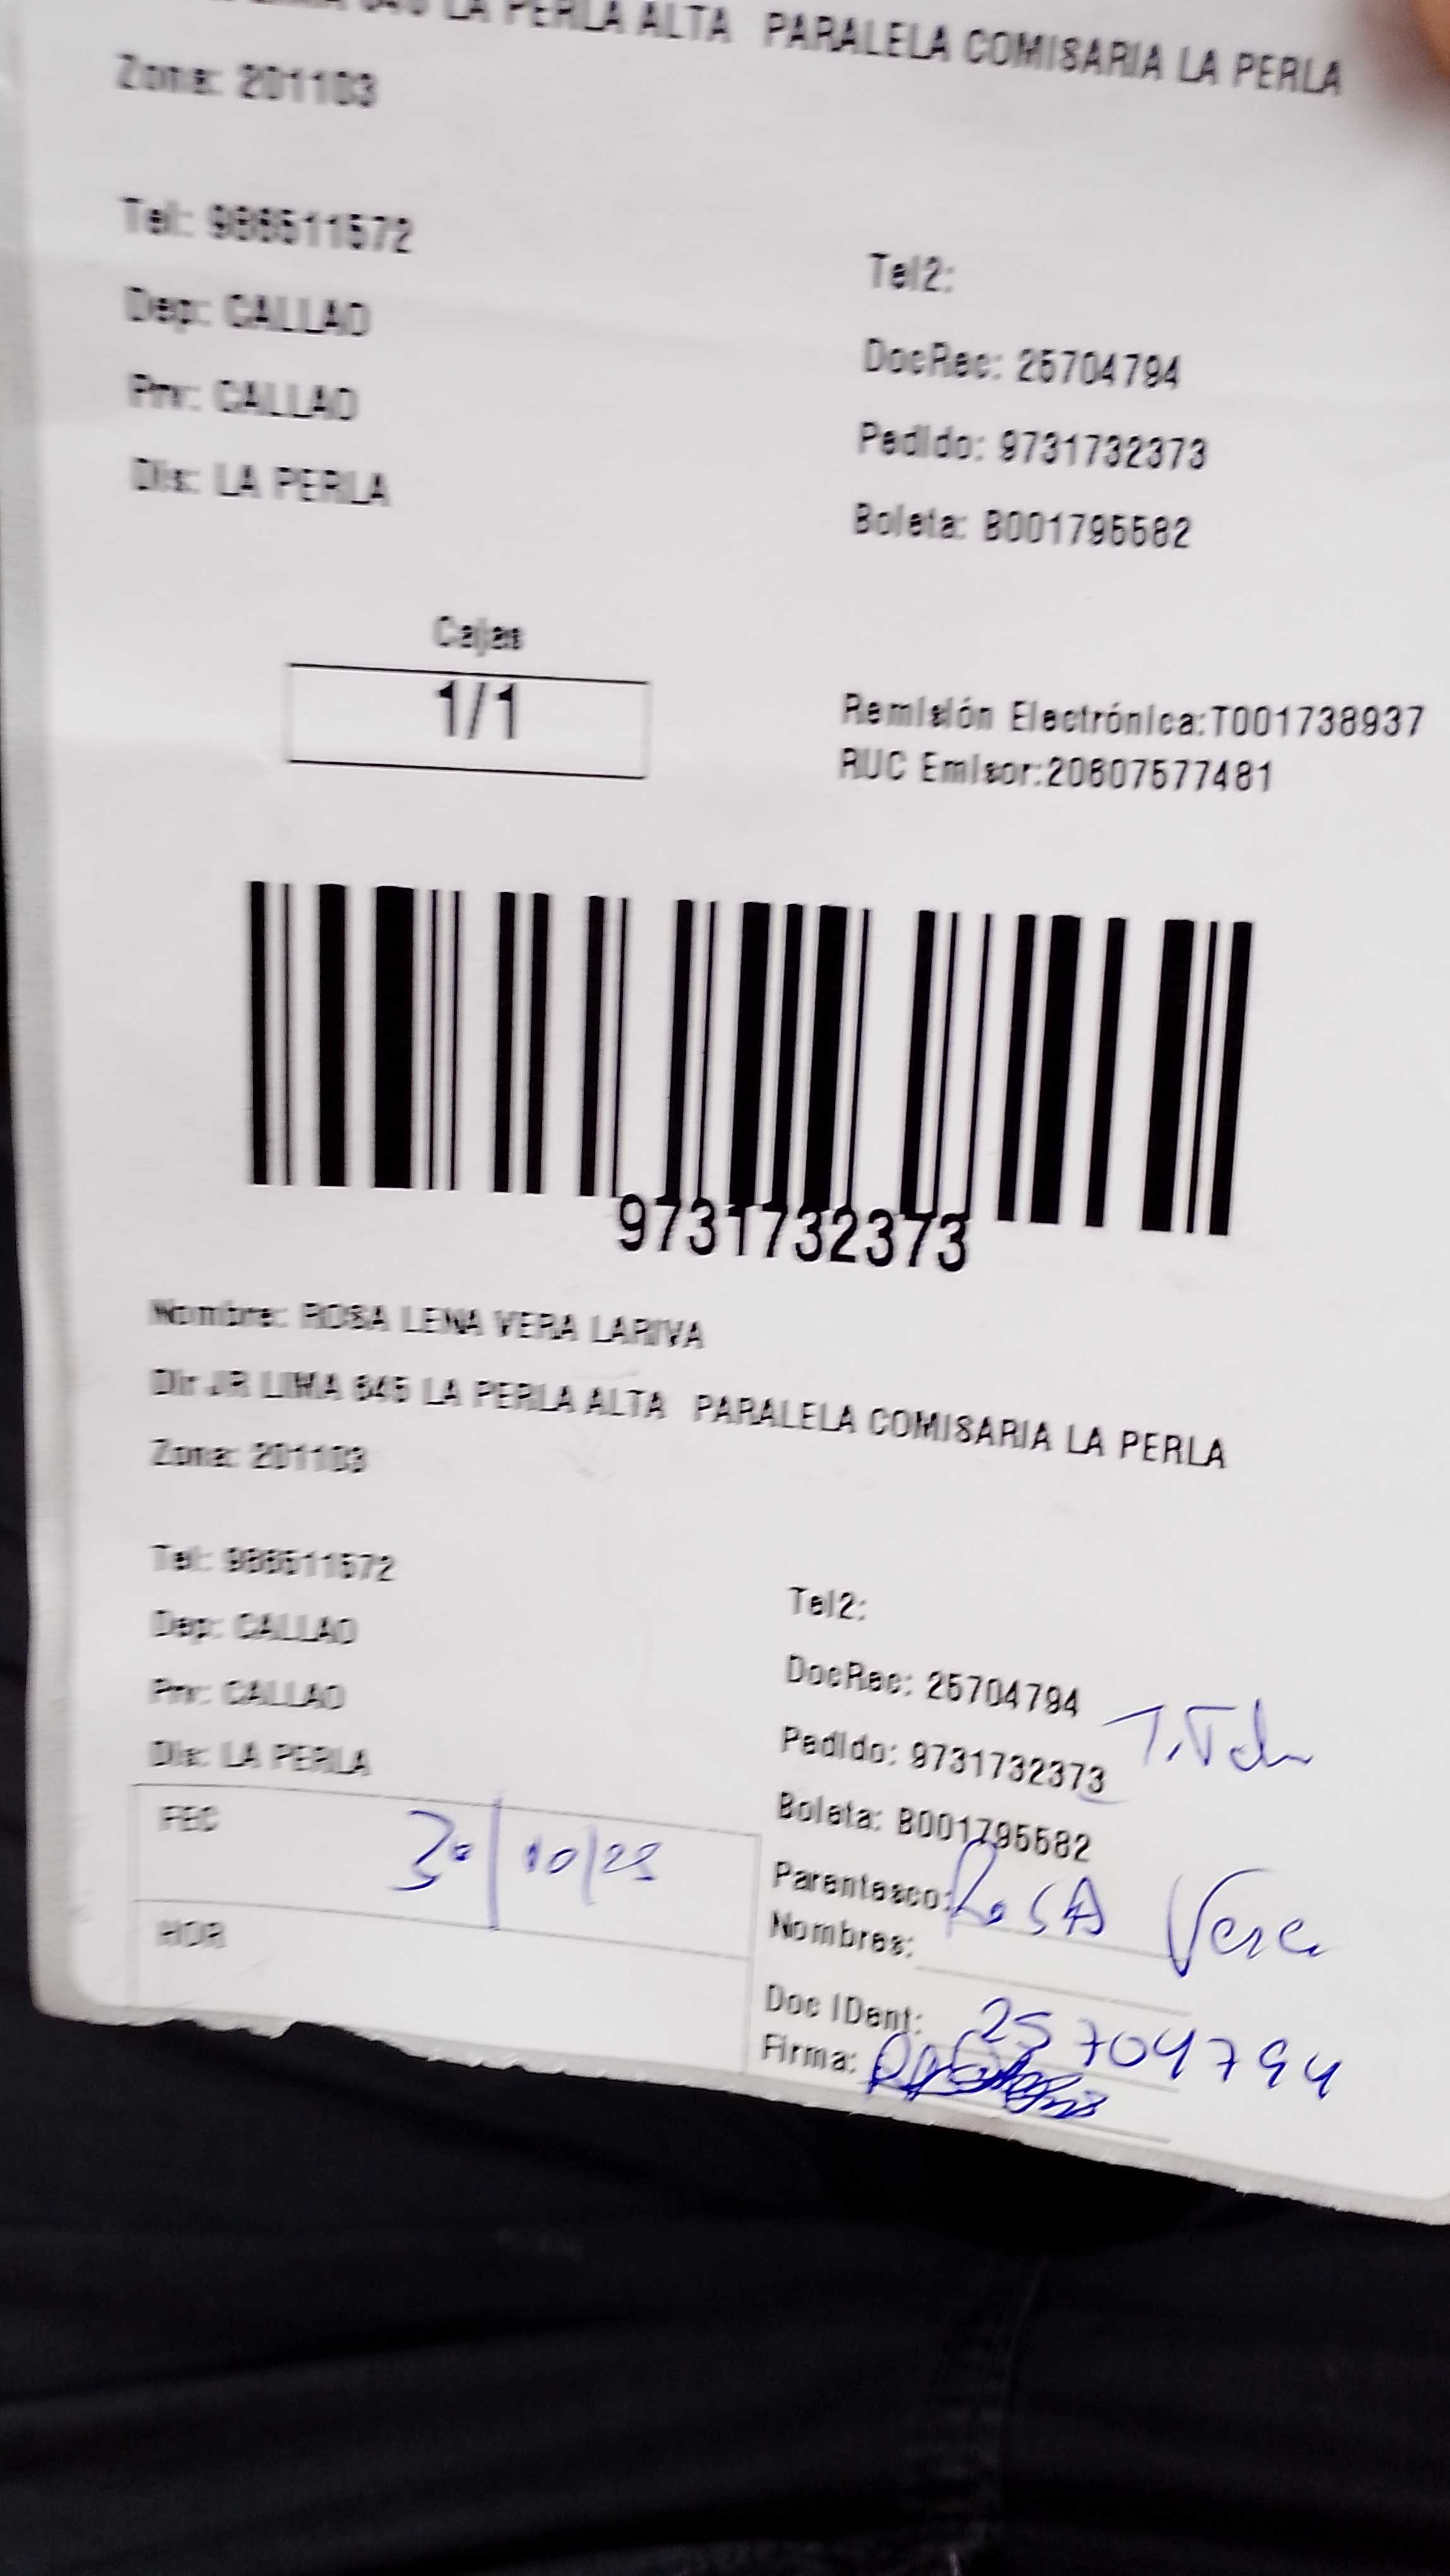 LA PERLA ALTA PARALELA COMISARIA LA PERLA
Zona: 201103
Tel: 986511572
Tel2:
Dep: CALLAO
DocRec: 25704794
Prv: CALLAO
Pedido: 9731732373
Dis: LA PERLA
Boleta: B001795582
Cajas
1/1
Remisión Electrónica:T001738937
RUC Emisor:20607577481
9731732373
Nombre: ROSA LENA VERA LARIVA
Dir JR LIMA 645 LA PERLA ALTA PARALELA COMISARIA LA PERLA
Zona: 201103
Tel: 986511572
Tel2:
Dep: CALLAO
DocRec: 25704794
Prv: CALLAO
Pedido: 9731732373
Dis: LA PERLA
Boleta: B001795582
FEC 30/10/25
Parentesco: Rosa Vera
Nombres:
HOR
Doc IDent: 25704794
Firma: